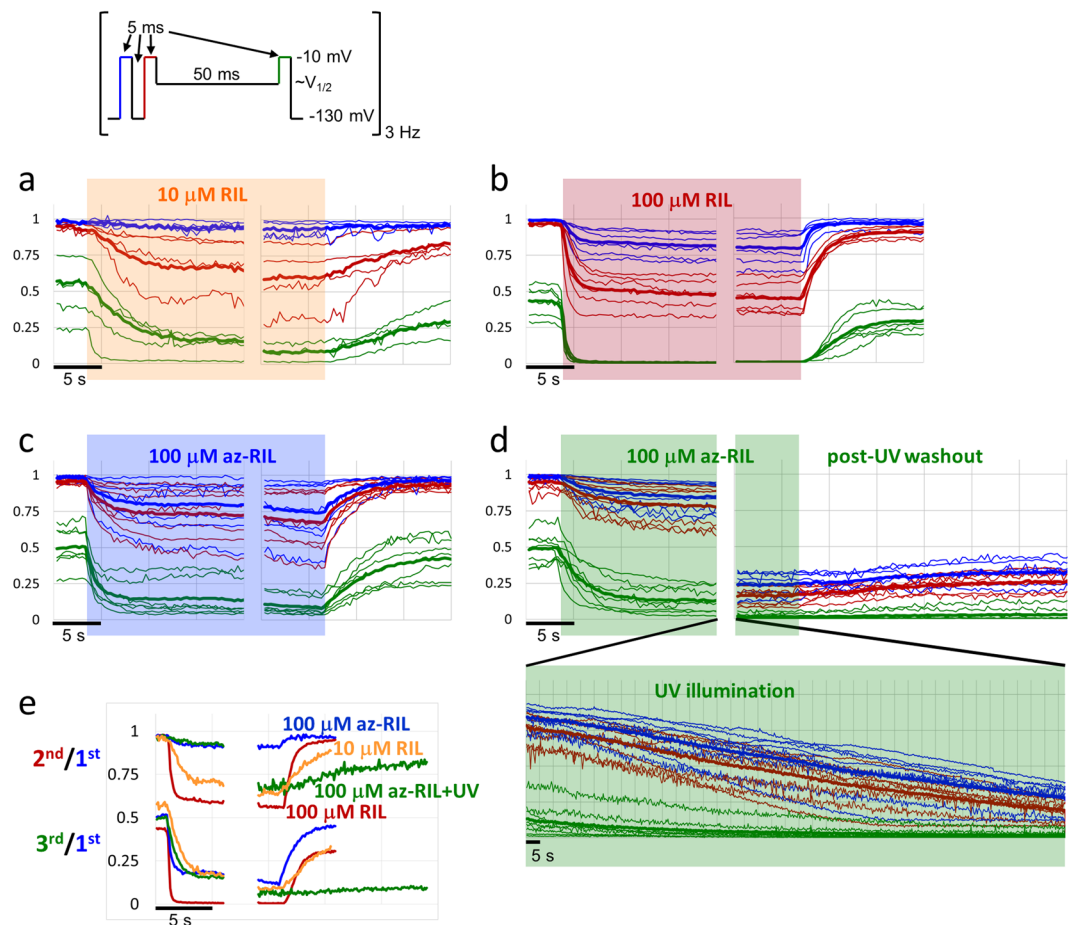 5 ms
-10 mV
50 ms
~V1/2
-130 mV
3 Hz
a
10 μM RIL
1
0.75
0.5
0.25
0
5 s
b
100 μM RIL
1
0.75
0.5
0.25
0
5 s
c
100 μM az-RIL
1
0.75
0.5
0.25
0
5 s
d
100 μM az-RIL
post-UV washout
1
0.75
0.5
0.25
0
5 s
UV illumination
5 s
e
2nd/1st
3rd/1st
1
0.75
0.5
0.25
0
100 μM az-RIL
10 μM RIL
100 μM az-RIL+UV
100 μM RIL
5 s